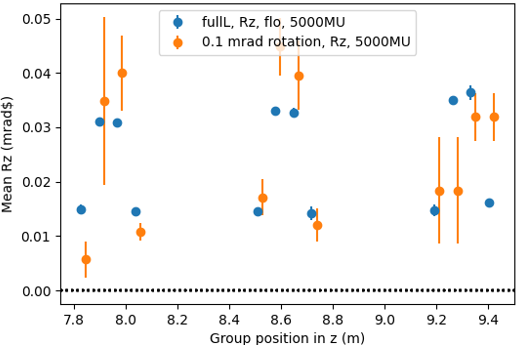 fullL, Rz, flo, 5000MU
0.1 mrad rotation, Rz, 5000MU
Mean Rz (mrad$)
0.05
0.04
0.03
0.02
0.01
0.00
7.8 8.0 8.2 8.4 8.6 8.8 9.0 9.2 9.4
Group position in z (m)